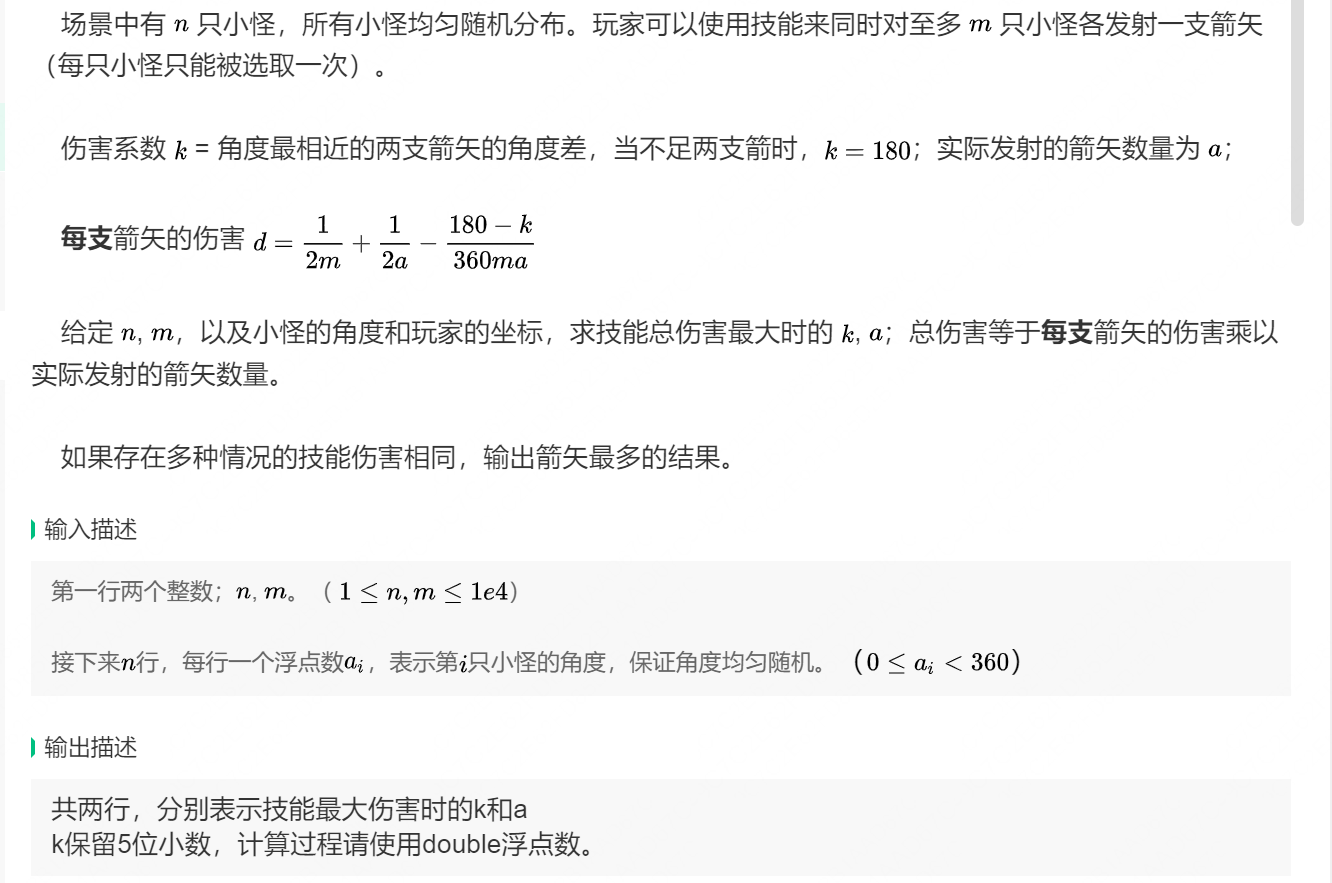 场景中有 n 只小怪，所有小怪均匀随机分布。玩家可以使用技能来同时对至多 m 只小怪各发射一支箭矢
（每只小怪只能被选取一次）。
伤害系数 k = 角度最相近的两支箭矢的角度差，当不足两支箭时，k = 180；实际发射的箭矢数量为 a；
每支箭矢的伤害 d = \frac{1}{2m} + \frac{1}{2a} - \frac{180 - k}{360ma}
给定 n, m，以及小怪的角度和玩家的坐标，求技能总伤害最大时的 k, a；总伤害等于每支箭矢的伤害乘以
实际发射的箭矢数量。
如果存在多种情况的技能伤害相同，输出箭矢最多的结果。
输入描述
第一行两个整数；n, m。（1 ≤ n, m ≤ 1e4）
接下来n行，每行一个浮点数a_i，表示第i只小怪的角度，保证角度均匀随机。（0 ≤ a_i < 360）
输出描述
共两行，分别表示技能最大伤害时的k和a
k保留5位小数，计算过程请使用double浮点数。